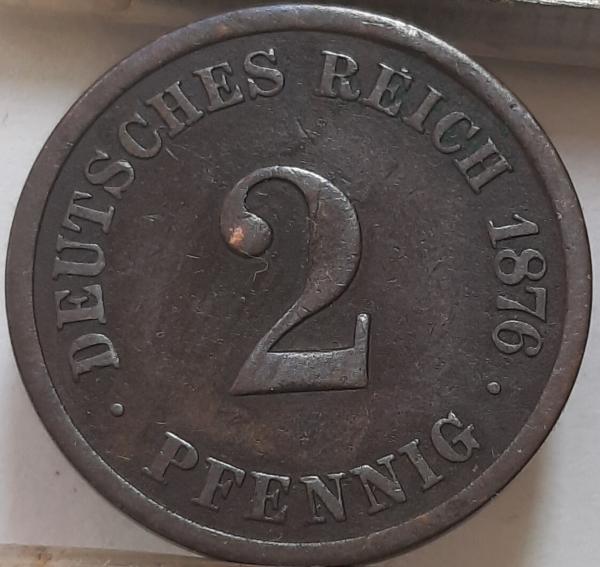 DEUTSCHES REICH 1876
2
· PFENNIG ·